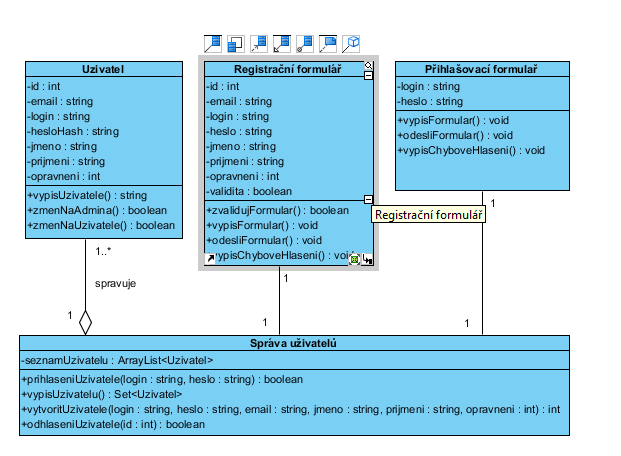 Uzivatel
-id : int
-email : string
-login : string
-hesloHash : string
-jmeno : string
-prijmeni : string
-opravneni : int
+vypisUzivatele() : string
+zmenNaAdmina() : boolean
+zmenNaUzivatele() : boolean
Registrační formulář
-id : int
-email : string
-login : string
-heslo : string
-jmeno : string
-prijmeni : string
-opravneni : int
-validita : boolean
+zvalidujFormular() : boolean
+vypisFormular() : void
+odesliFormular() : void
vypisChyboveHlaseni() : void
Přihlašovací formulař
-login : string
-heslo : string
+vypisFormular() : void
+odesliFormular() : void
+vypisChyboveHlaseni() : void
Registrační formulář
1..*
spravuje
1
1
1
1
1
Správa uživatelů
-seznamUzivatelu : ArrayList<Uzivatel>
+prihlaseniUzivatele(login : string, heslo : string) : boolean
+vypisUzivatelu() : Set<Uzivatel>
+vytvoritUzivatele(login : string, heslo : string, email : string, jmeno : string, prijmeni : string, opravneni : int) : int
+odhlaseniUzivatele(id : int) : boolean